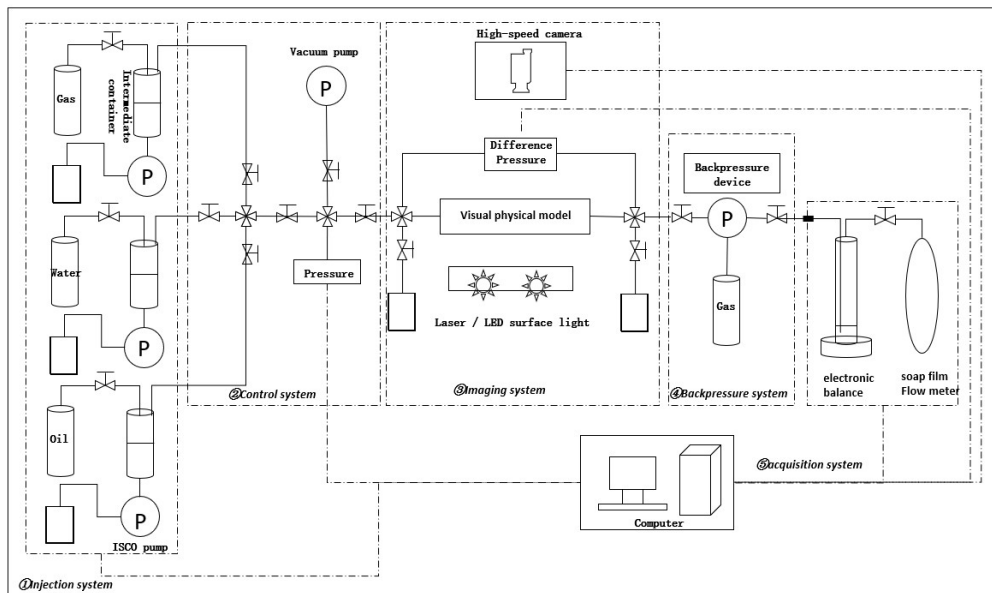 High-speed camera
Vacuum pump
P
Gas
Intermediate
container
P
Difference
Pressure
Backpressure
device
Visual physical model
P
Water
Pressure
Gas
P
Laser / LED surface light
electronic
balance
soap film
Flow meter
②Control system
③Imaging system
④Backpressure system
Oil
P
⑤acquisition system
Computer
ISCO pump
①Injection system